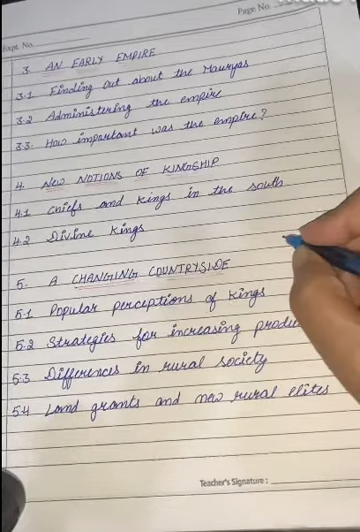 Page No.
Expt. No.
3. AN EARLY EMPIRE
3.1 Finding out about the Mauryas
3.2 Administering the empire
3.3. How important was the empire?
4. NEW NOTIONS OF KINGSHIP
4.1 Chiefs and kings in the south
4.2 Divine kings
5. A CHANGING COUNTRYSIDE
5.1 Popular perceptions of kings
5.2 Strategies for increasing produ
5.3 Differences in rural society
5.4 Land grants and new rural elites
Teacher's Signature :